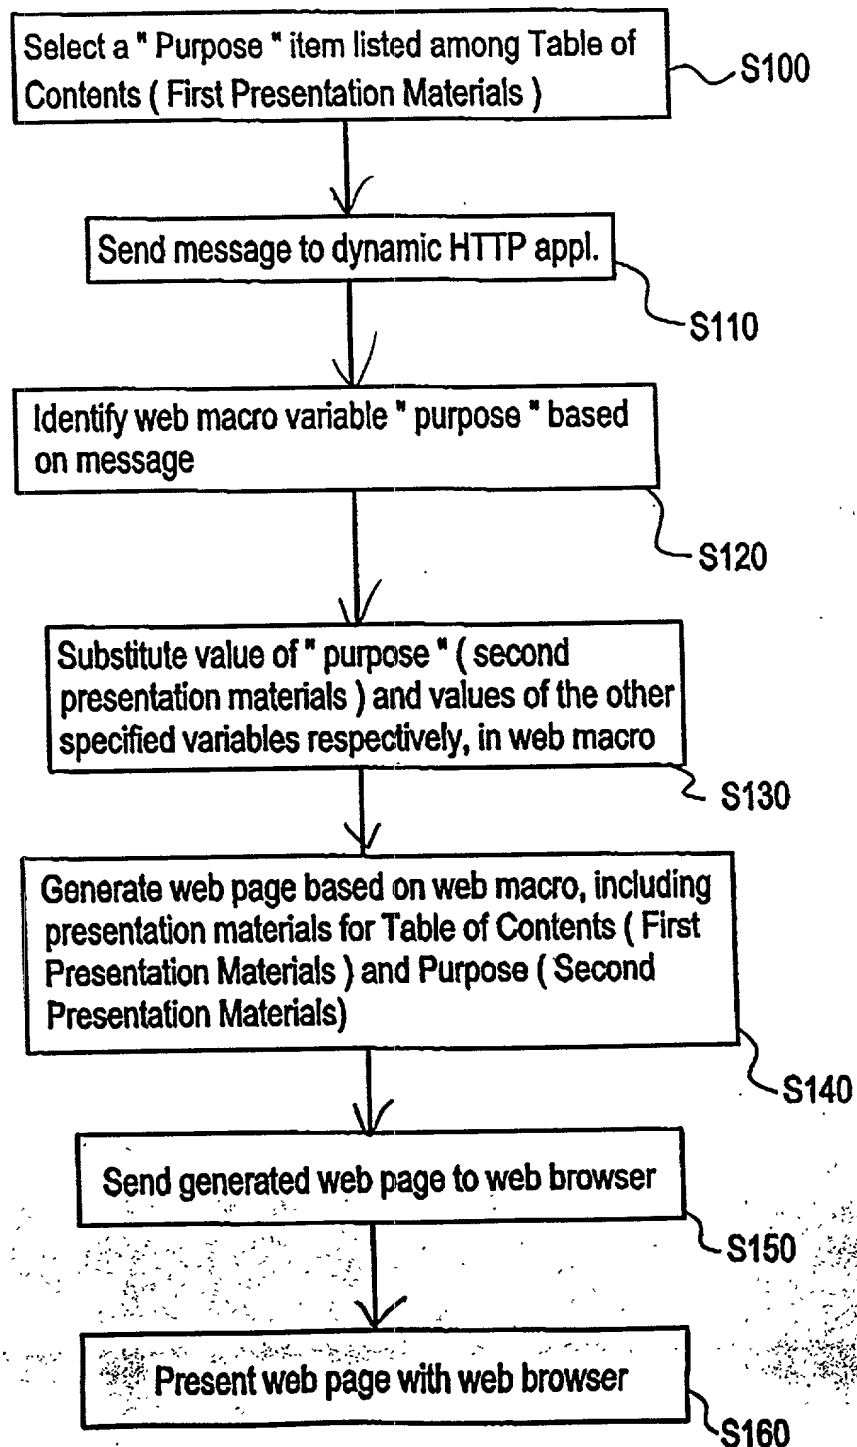 Select a " Purpose " item listed among Table of
Contents ( First Presentation Materials )
S100
Send message to dynamic HTTP appl.
S110
Identify web macro variable " purpose " based
on message
S120
Substitute value of " purpose " ( second
presentation materials ) and values of the other
specified variables respectively, in web macro
S130
Generate web page based on web macro, including
presentation materials for Table of Contents ( First
Presentation Materials ) and Purpose ( Second
Presentation Materials)
S140
Send generated web page to web browser
S150
Present web page with web browser
S160